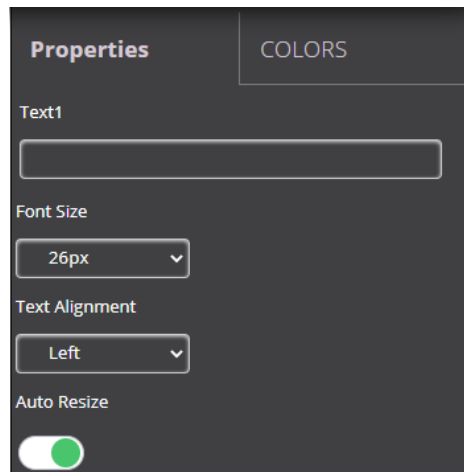 Properties
COLORS
Text1
Font Size
26px
Text Alignment
Left
Auto Resize